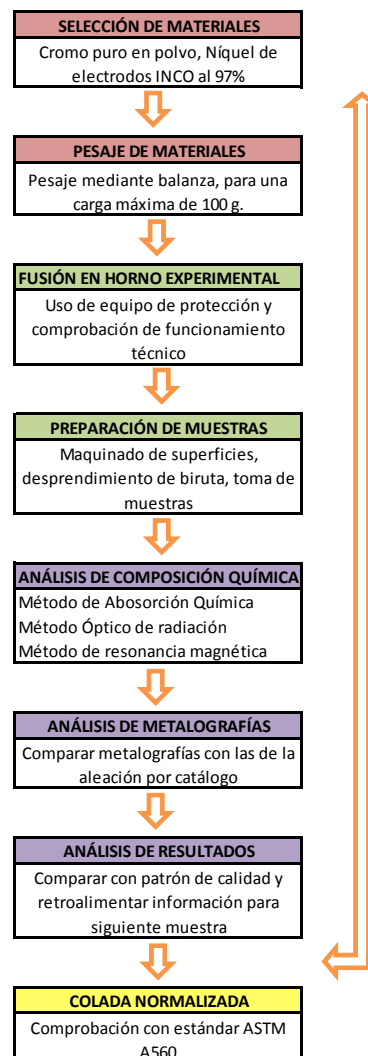 SELECCIÓN DE MATERIALES
Cromo puro en polvo, Níquel de
electrodos INCO al 97%
PESAJE DE MATERIALES
Pesaje mediante balanza, para una
carga máxima de 100 g.
FUSIÓN EN HORNO EXPERIMENTAL
Uso de equipo de protección y
comprobación de funcionamiento
técnico
PREPARACIÓN DE MUESTRAS
Maquinado de superficies,
desprendimiento de biruta, toma de
muestras
ANÁLISIS DE COMPOSICIÓN QUÍMICA
Método de Abosorción Química
Método Óptico de radiación
Método de resonancia magnética
ANÁLISIS DE METALOGRAFÍAS
Comparar metalografías con las de la
aleación por catálogo
ANÁLISIS DE RESULTADOS
Comparar con patrón de calidad y
retroalimentar información para
siguiente muestra
COLADA NORMALIZADA
Comprobación con estándar ASTM
A560